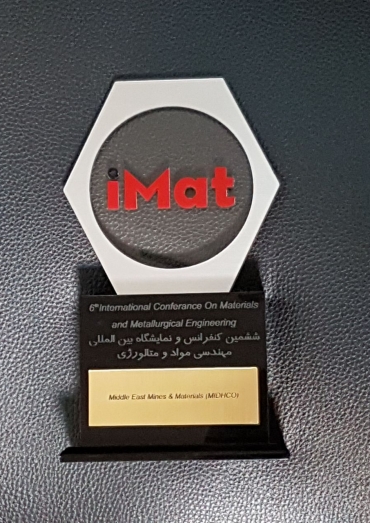 iMat
6th International Conferance On Materials
and Metallurgical Engineering
ششمین کنفرانس و نمایشگاه بین المللی
مهندسی مواد و متالورژی
Middle East Mines & Materials (MIDHCO)